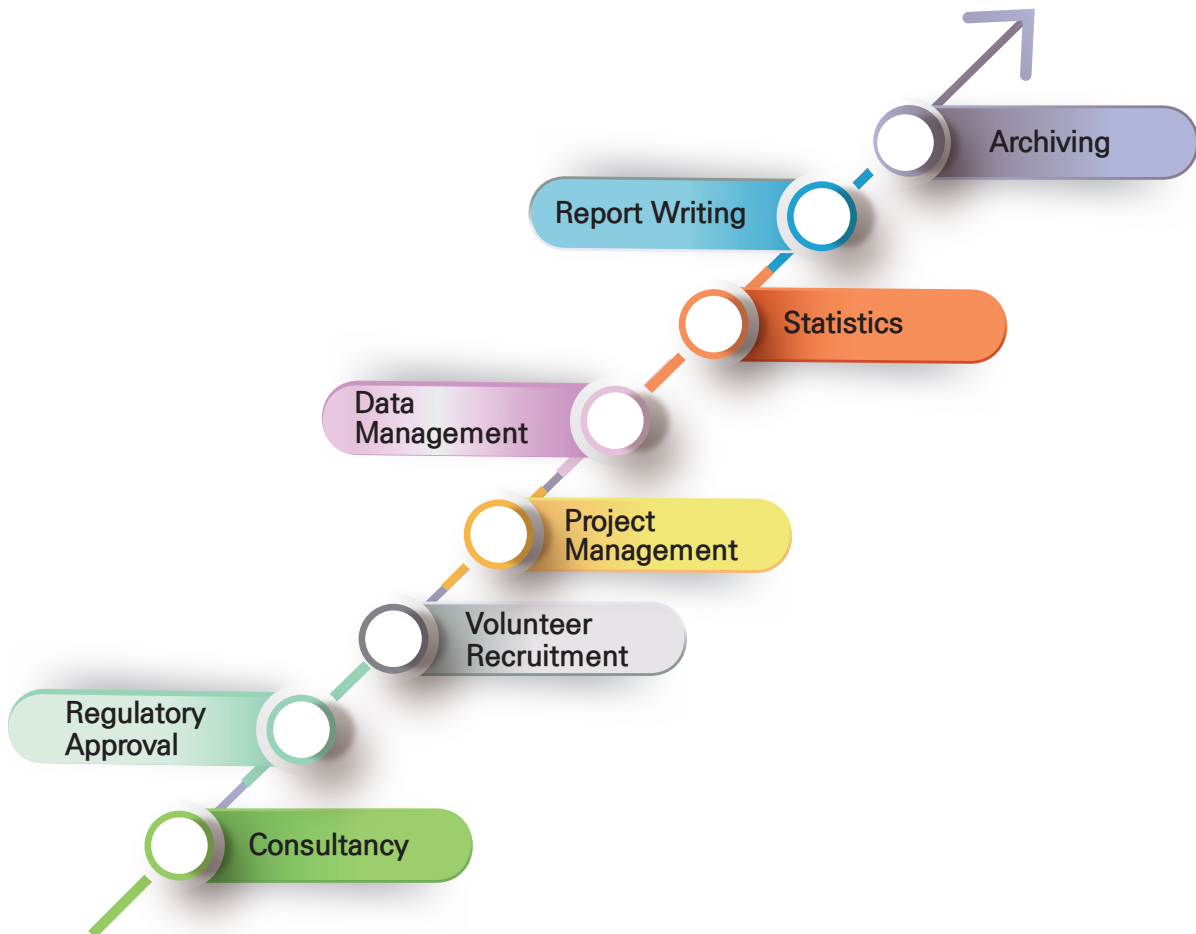 Archiving
Report Writing
Statistics
Data
Management
Project
Management
Volunteer
Recruitment
Regulatory
Approval
Consultancy